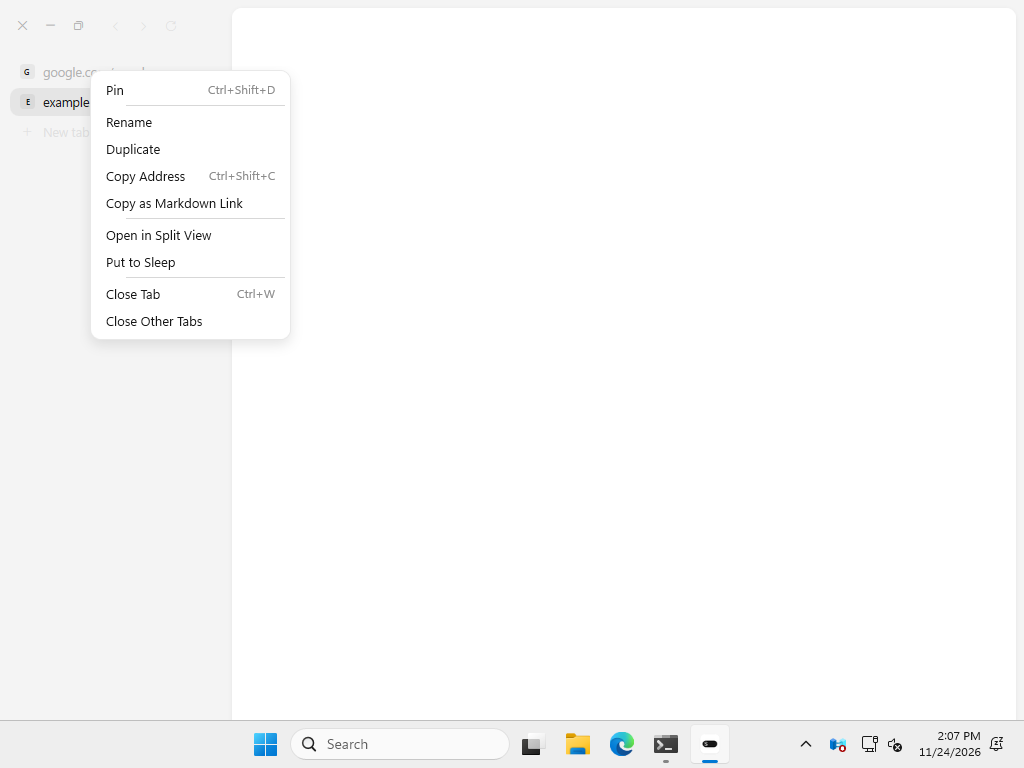 G google.co
Pin Ctrl+Shift+D
E example
Rename
New tab
Duplicate
Copy Address Ctrl+Shift+C
Copy as Markdown Link
Open in Split View
Put to Sleep
Close Tab Ctrl+W
Close Other Tabs
Search
2:07 PM
11/24/2026